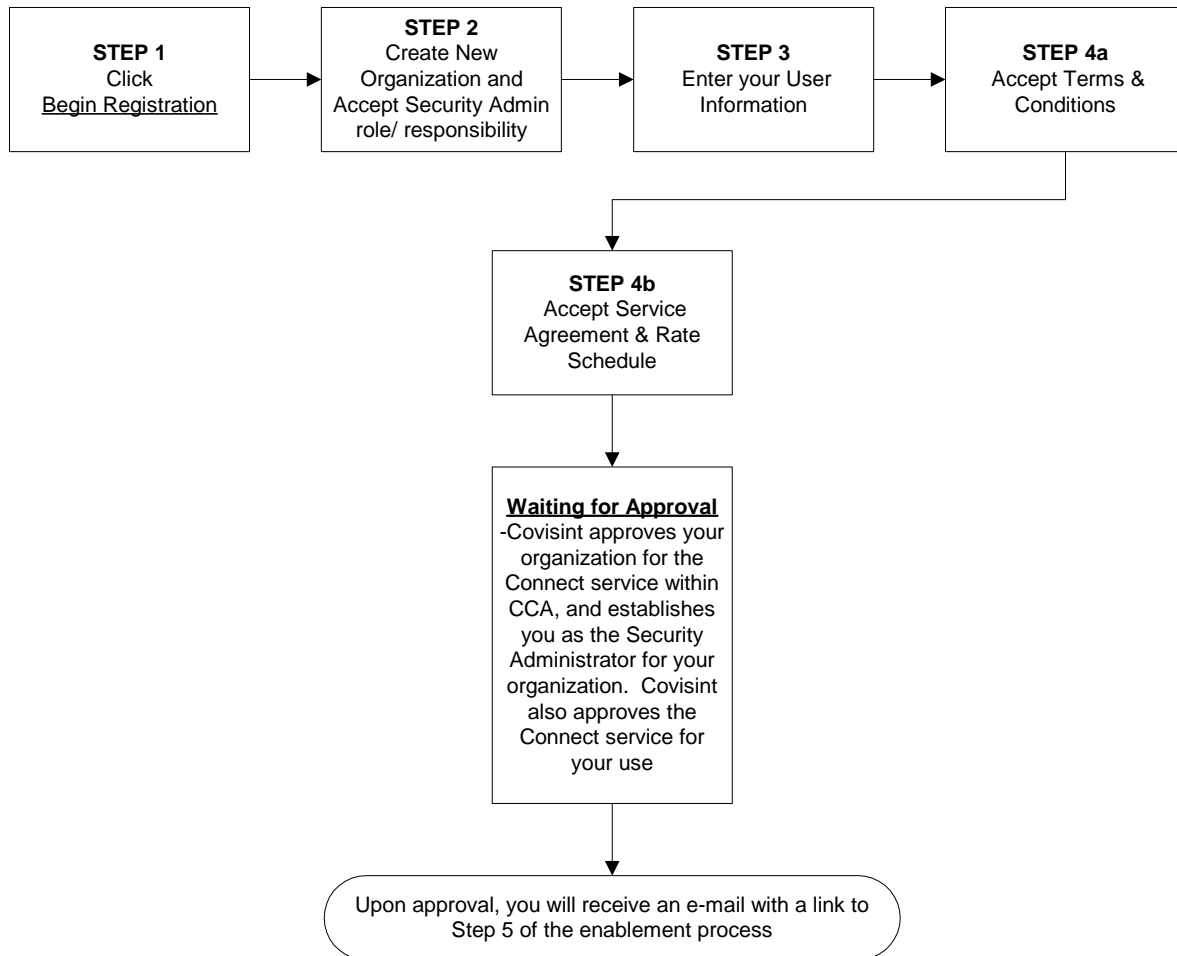 STEP 1
Click
Begin Registration
STEP 2
Create New
Organization and
Accept Security Admin
role/ responsibility
STEP 3
Enter your User
Information
STEP 4a
Accept Terms &
Conditions
STEP 4b
Accept Service
Agreement & Rate
Schedule
Waiting for Approval
-Covisint approves your
organization for the
Connect service within
CCA, and establishes
you as the Security
Administrator for your
organization.  Covisint
also approves the
Connect service for
your use
Upon approval, you will receive an e-mail with a link to
Step 5 of the enablement process